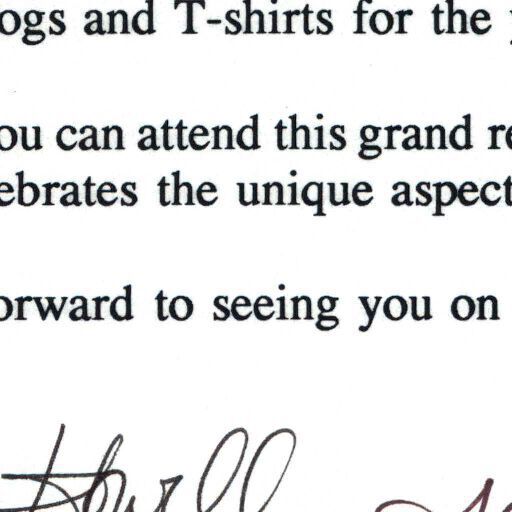 ogs and T-shirts for the
ou can attend this grand re
ebrates the unique aspect
orward to seeing you on